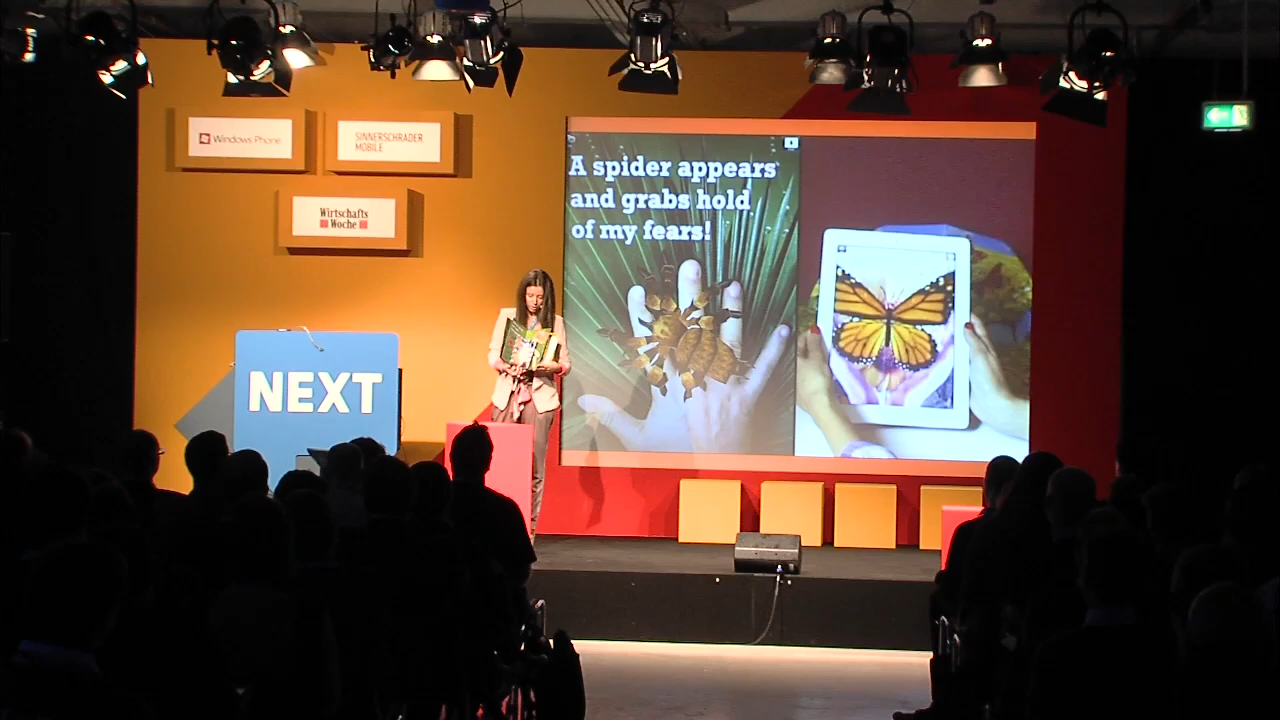 Windows Phone
SINNERSCHRADER
MOBILE
Wirtschafts
Woche
A spider appears
and grabs hold
of my fears!
NEXT